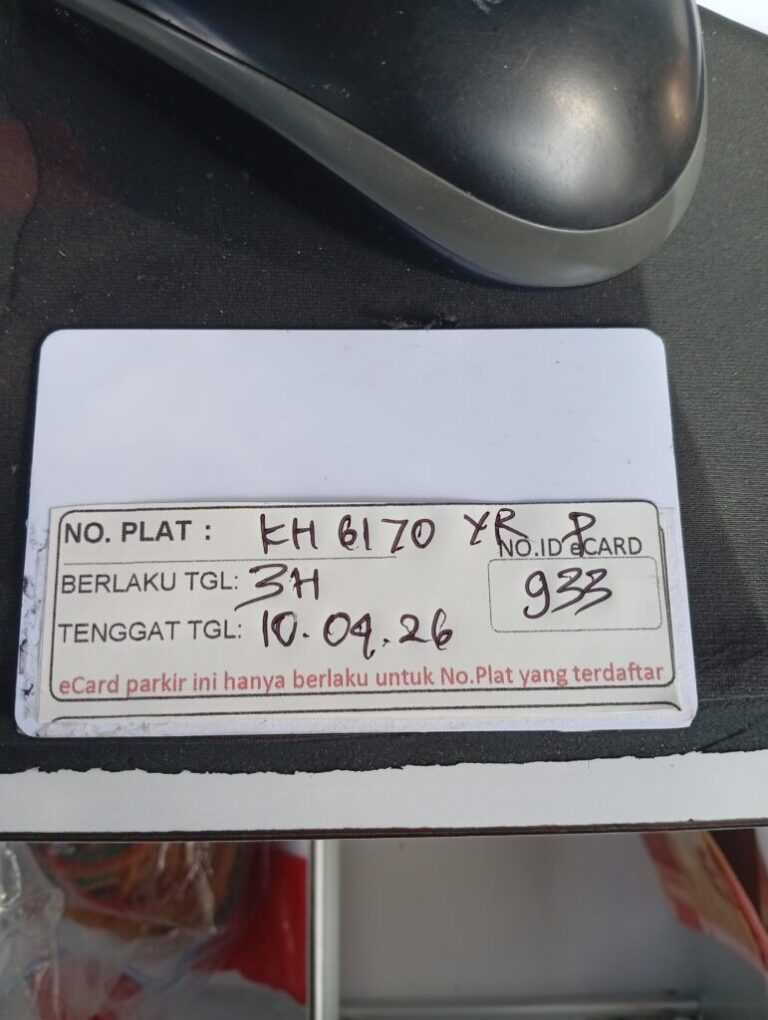 NO. PLAT : KH 6170 YR P
NO.ID eCARD
BERLAKU TGL: 3H
933
TENGGAT TGL: 10.09.26
eCard parkir ini hanya berlaku untuk No.Plat yang terdaftar